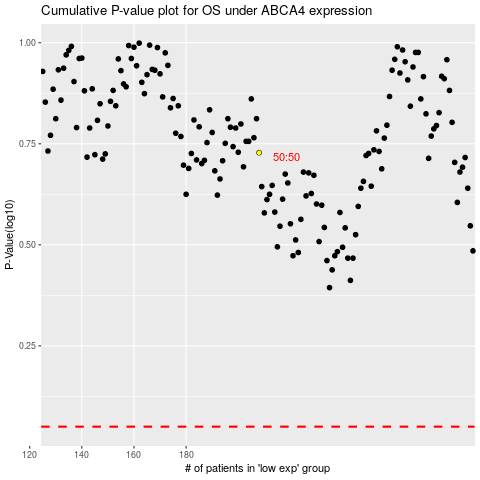 Cumulative P-value plot for OS under ABCA4 expression
P-Value(log10)
1.00
0.75
0.50
0.25
50:50
120 140 160 180
# of patients in 'low exp' group